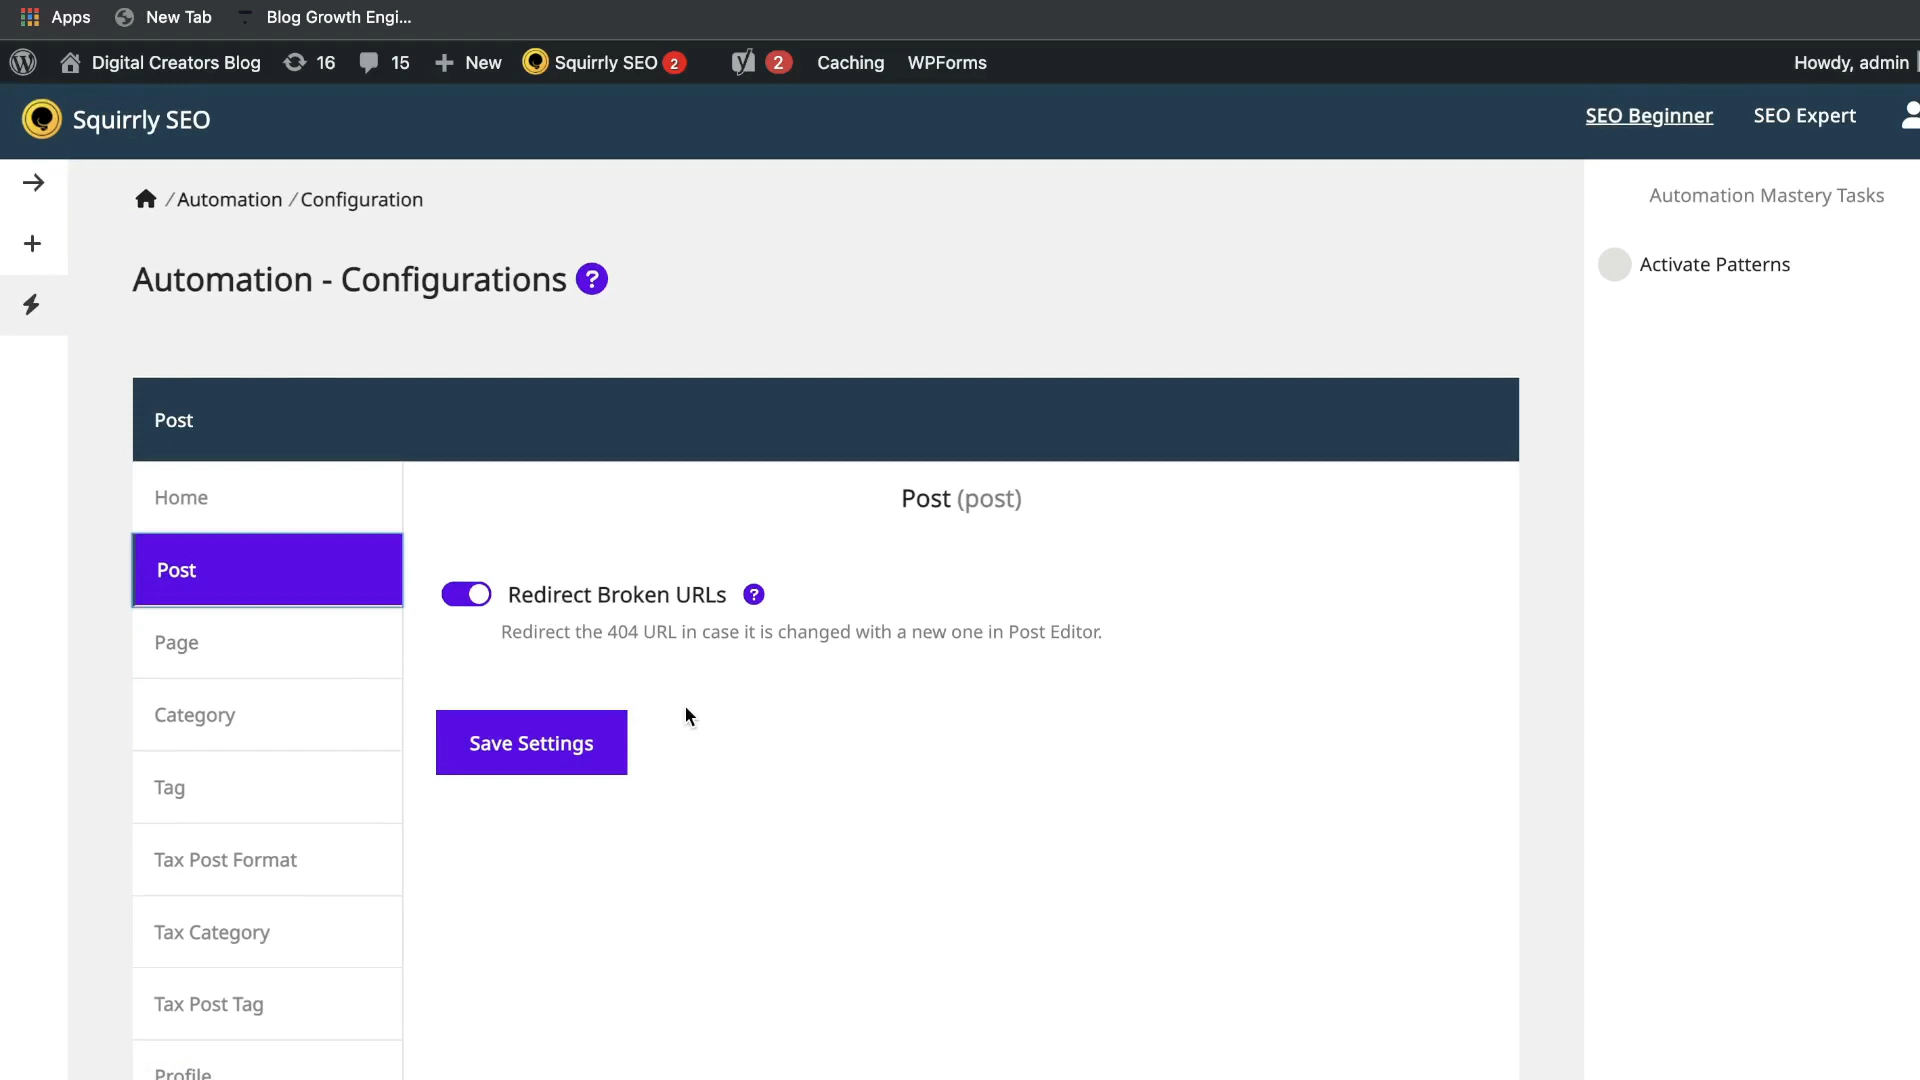 Apps New Tab Blog Growth Engi...
Digital Creators Blog 16 15 New Squirrly SEO 2 2 Caching WPForms Howdy, admin
Squirrly SEO SEO Beginner SEO Expert
/Automation /Configuration
Automation Mastery Tasks
Activate Patterns
Automation - Configurations ?
Post
Home
Post (post)
Post
Redirect Broken URLs ?
Redirect the 404 URL in case it is changed with a new one in Post Editor.
Page
Category
Save Settings
Tag
Tax Post Format
Tax Category
Tax Post Tag
Profile